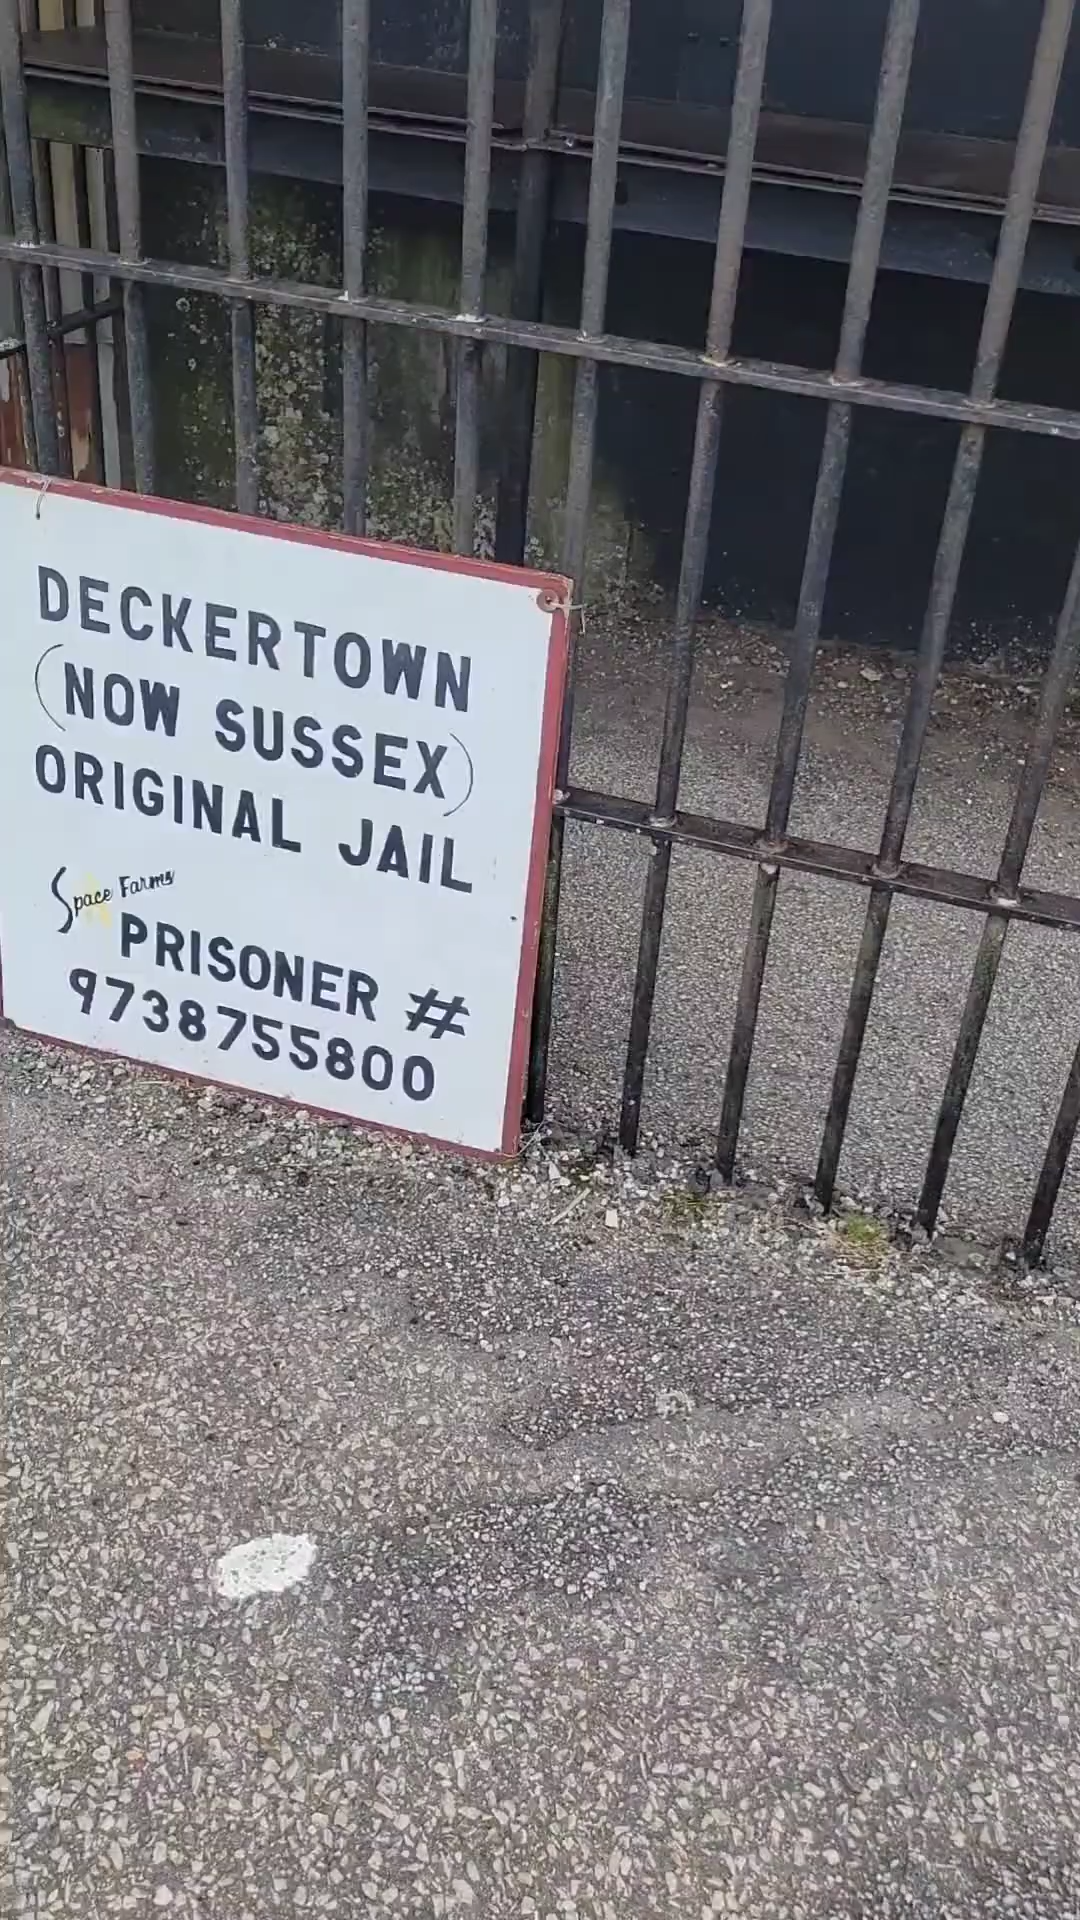 DECKERTOWN
(NOW SUSSEX)
ORIGINAL JAIL
Space Farms
PRISONER #
9738755800